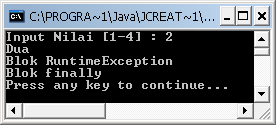 C:\PROGRA~1\Java\JCREAT~1\...
Input Nilai [1-4] : 2
Dua
Blok RuntimeException
Blok finally
Press any key to continue...